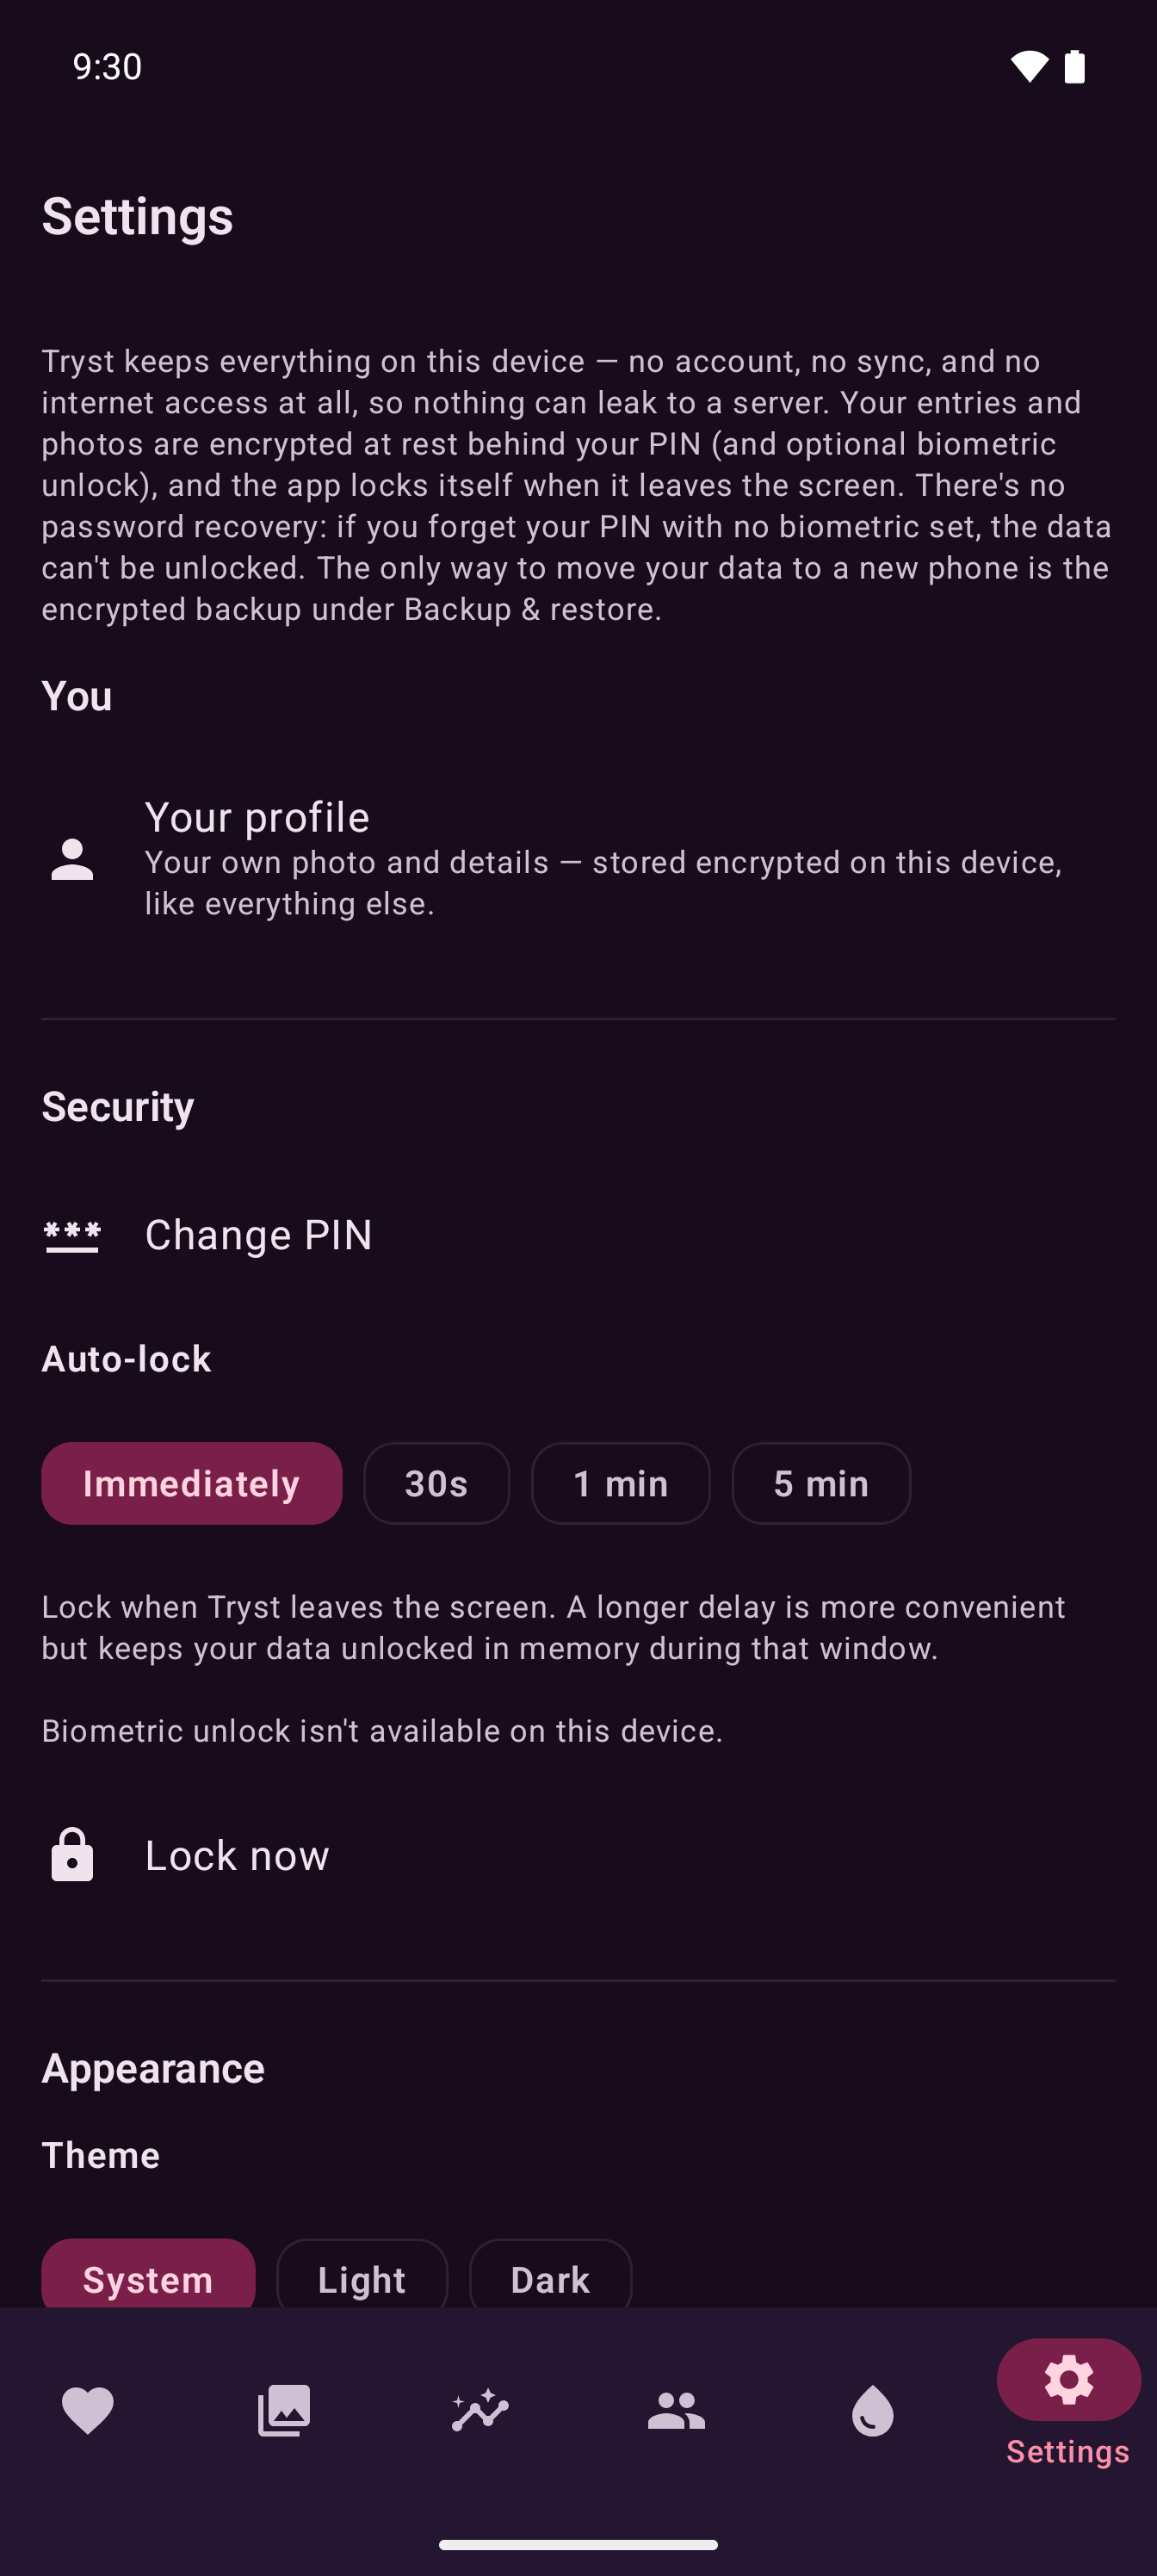 9:30
Settings
Tryst keeps everything on this device — no account, no sync, and no
internet access at all, so nothing can leak to a server. Your entries and
photos are encrypted at rest behind your PIN (and optional biometric
unlock), and the app locks itself when it leaves the screen. There's no
password recovery: if you forget your PIN with no biometric set, the data
can't be unlocked. The only way to move your data to a new phone is the
encrypted backup under Backup & restore.
You
Your profile
Your own photo and details — stored encrypted on this device,
like everything else.
Security
Change PIN
Auto-lock
Immediately 30s 1 min 5 min
Lock when Tryst leaves the screen. A longer delay is more convenient
but keeps your data unlocked in memory during that window.
Biometric unlock isn't available on this device.
Lock now
Appearance
Theme
System Light Dark
Settings